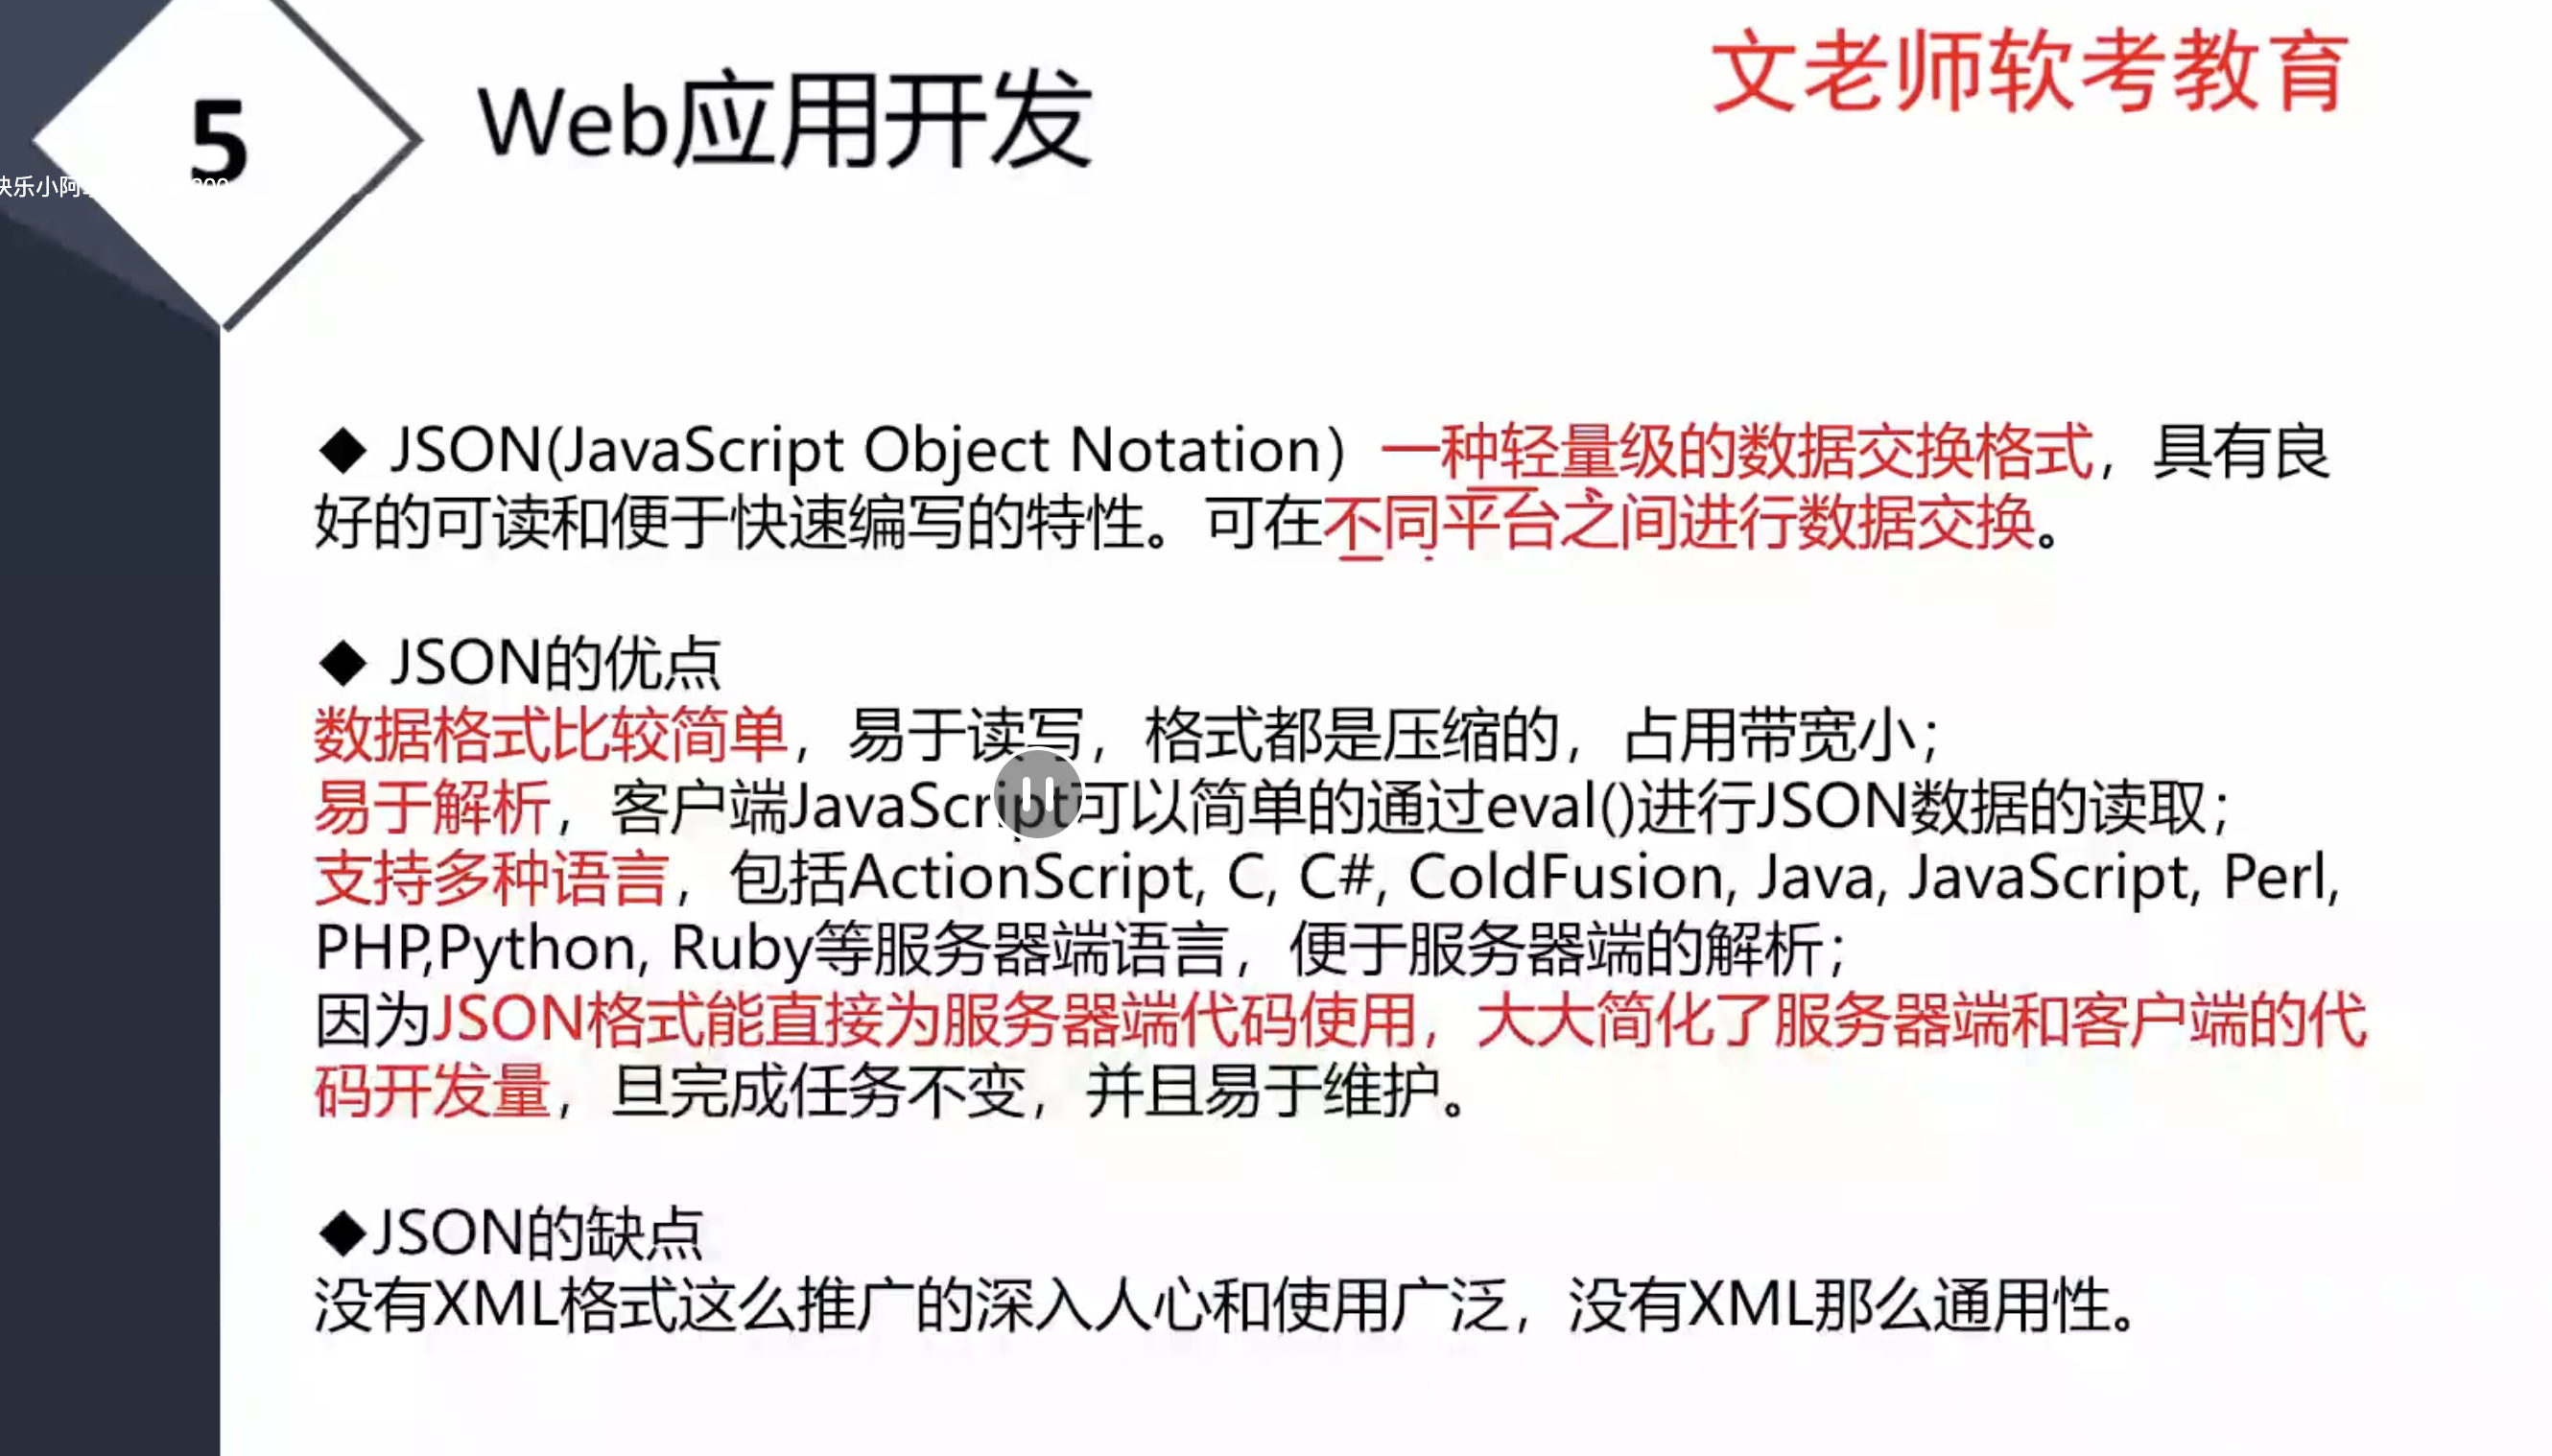 文老师软考教育
5
Web应用开发
快乐小阿
◆ JSON(JavaScript Object Notation）一种轻量级的数据交换格式，具有良
好的可读和便于快速编写的特性。可在不同平台之间进行数据交换。
◆ JSON的优点
数据格式比较简单，易于读写，格式都是压缩的，占用带宽小；
易于解析，客户端JavaScript可以简单的通过eval()进行JSON数据的读取；
支持多种语言，包括ActionScript, C, C#, ColdFusion, Java, JavaScript, Perl,
PHP,Python, Ruby等服务器端语言，便于服务器端的解析；
因为JSON格式能直接为服务器端代码使用，大大简化了服务器端和客户端的代
码开发量，旦完成任务不变，并且易于维护。
◆JSON的缺点
没有XML格式这么推广的深入人心和使用广泛，没有XML那么通用性。